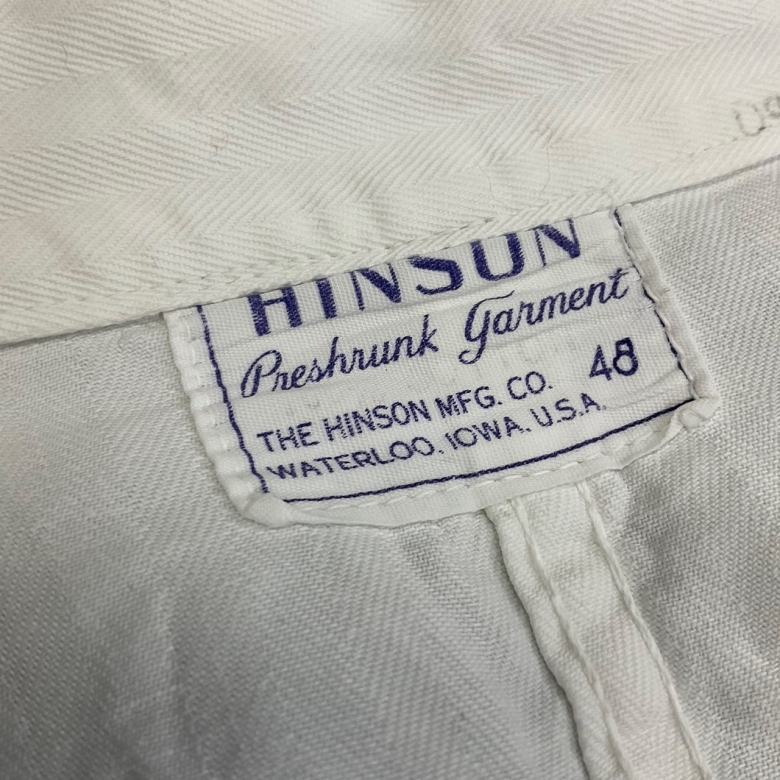 HINSON
Preshrunk Garment
48
THE HINSON MFG. CO.
WATERLOO, IOWA, U.S.A.